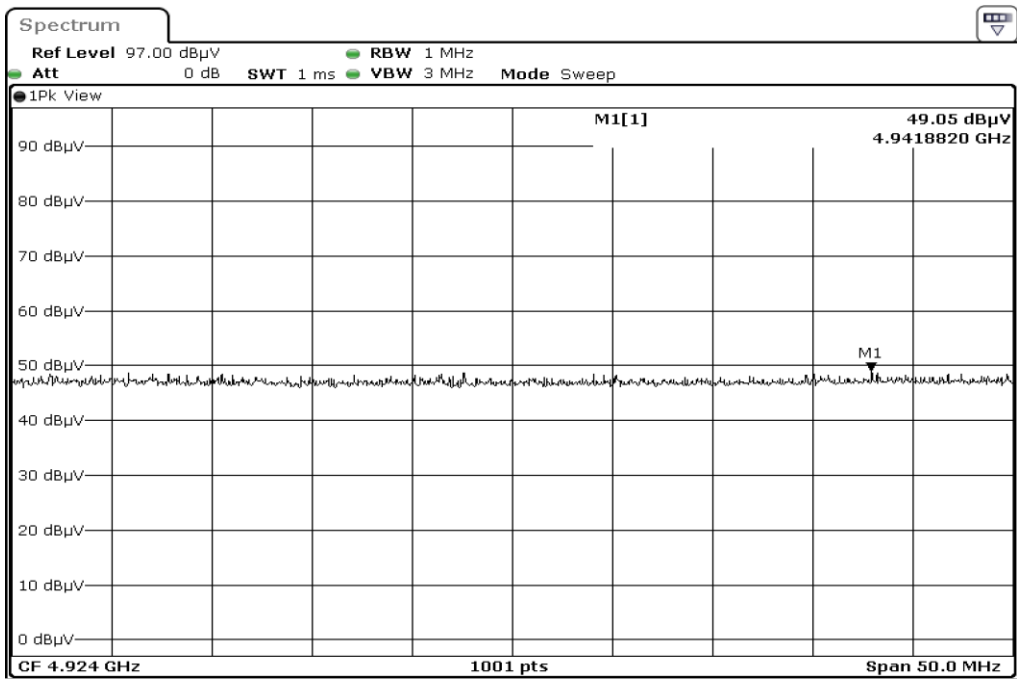 Spectrum
Ref Level 97.00 dBµV RBW 1 MHz
Att 0 dB SWT 1 ms VBW 3 MHz Mode Sweep
1Pk View
M1[1] 49.05 dBµV
4.9418820 GHz
90 dBµV
80 dBµV
70 dBµV
60 dBµV
M1
50 dBµV
40 dBµV
30 dBµV
20 dBµV
10 dBµV
0 dBµV
CF 4.924 GHz 1001 pts Span 50.0 MHz